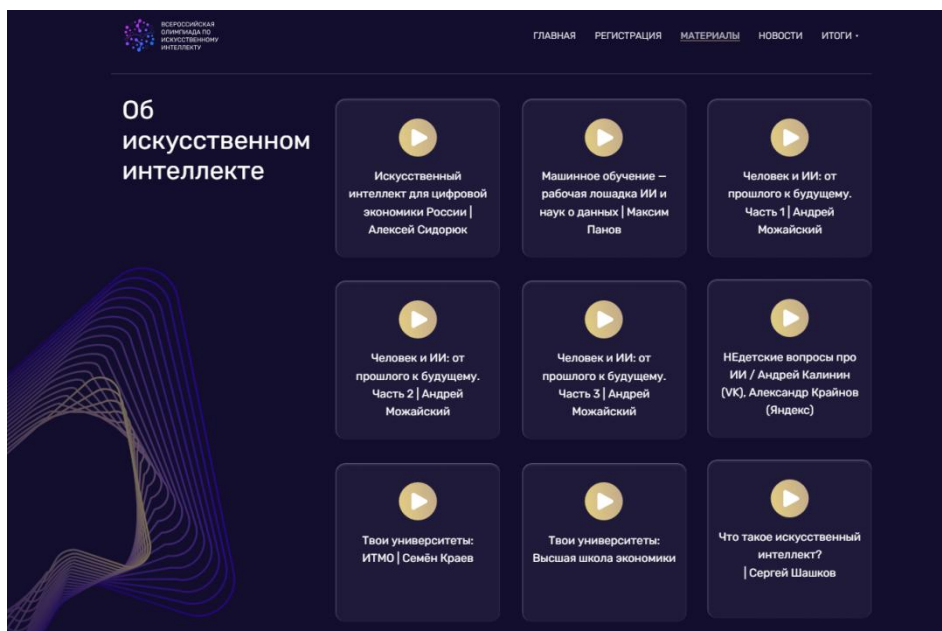 ВСЕРОССИЙСКАЯ
ОЛИМПИАДА ПО
ИСКУССТВЕННОМУ
ИНТЕЛЛЕКТУ
ГЛАВНАЯ РЕГИСТРАЦИЯ МАТЕРИАЛЫ НОВОСТИ ИТОГИ
Об
искусственном
интеллекте
Искусственный
интеллект для цифровой
экономики России |
Алексей Сидорюк
Машинное обучение —
рабочая лошадка ИИ и
наук о данных | Максим
Панов
Человек и ИИ: от
прошлого к будущему.
Часть 1 | Андрей
Можайский
Человек и ИИ: от
прошлого к будущему.
Часть 2 | Андрей
Можайский
Человек и ИИ: от
прошлого к будущему.
Часть 3 | Андрей
Можайский
НЕдетские вопросы про
ИИ / Андрей Калинин
(VK), Александр Крайнов
(Яндекс)
Твои университеты:
ИТМО | Семён Краев
Твои университеты:
Высшая школа экономики
Что такое искусственный
интеллект?
| Сергей Шашков